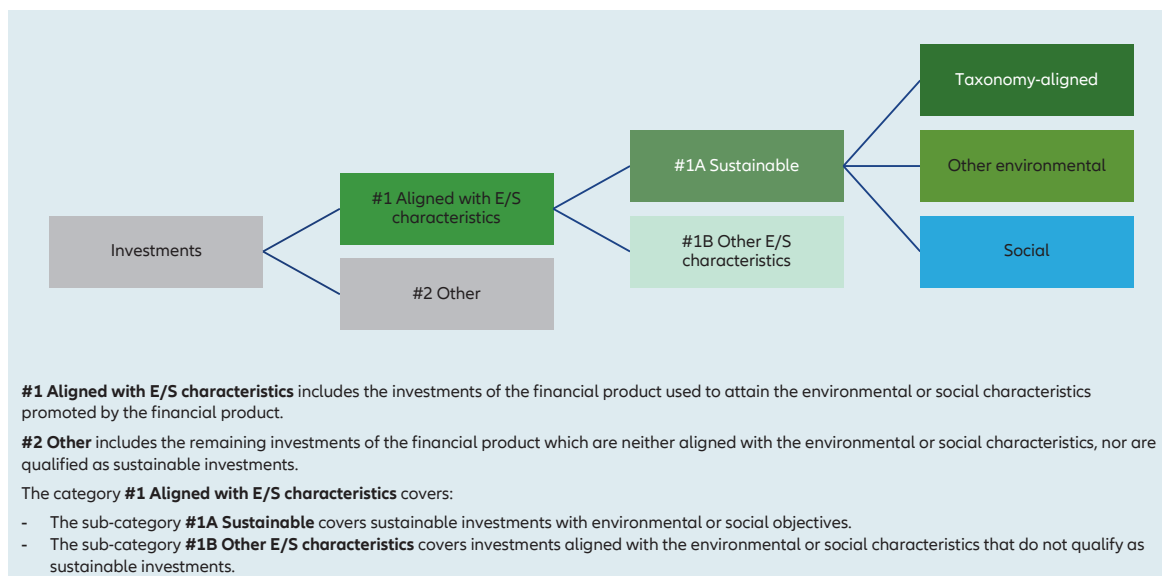 Taxonomy-aligned
#1A Sustainable
Other environmental
#1 Aligned with E/S
characteristics
Investments
#1B Other E/S
characteristics
Social
#2 Other
#1 Aligned with E/S characteristics includes the investments of the financial product used to attain the environmental or social characteristics
promoted by the financial product.
#2 Other includes the remaining investments of the financial product which are neither aligned with the environmental or social characteristics, nor are
qualified as sustainable investments.
The category #1 Aligned with E/S characteristics covers:
- The sub-category #1A Sustainable covers sustainable investments with environmental or social objectives.
- The sub-category #1B Other E/S characteristics covers investments aligned with the environmental or social characteristics that do not qualify as
sustainable investments.